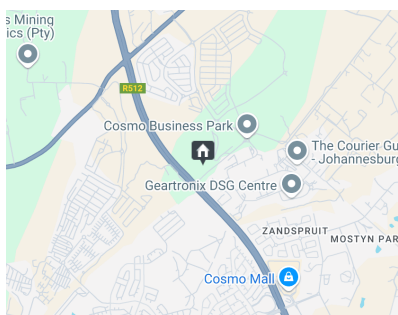 s Mining
ics (Pty)
R512
Cosmo Business Park
The Courier Gu
- Johannesburg
Geartronix DSG Centre
ZANDSPRUIT
MOSTYN PAR
Cosmo Mall